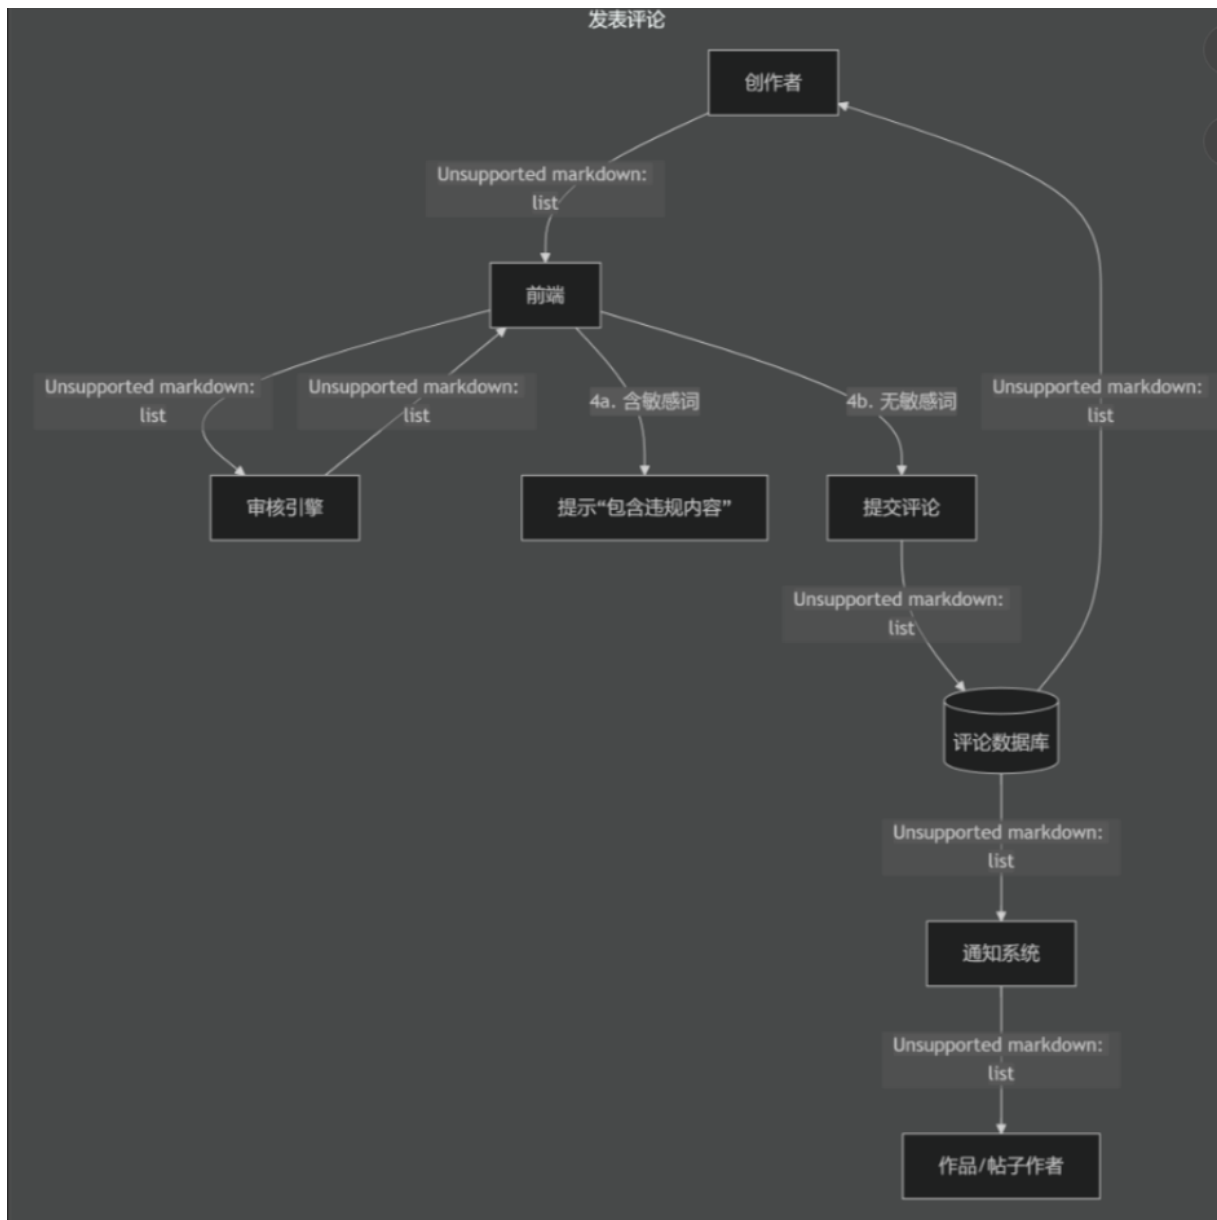 发表评论
创作者
Unsupported markdown:
list
前端
Unsupported markdown:
list
Unsupported markdown:
list
4a. 含敏感词
4b. 无敏感词
Unsupported markdown:
list
审核引擎
提示“包含违规内容”
提交评论
Unsupported markdown:
list
评论数据库
Unsupported markdown:
list
通知系统
Unsupported markdown:
list
作品/帖子作者